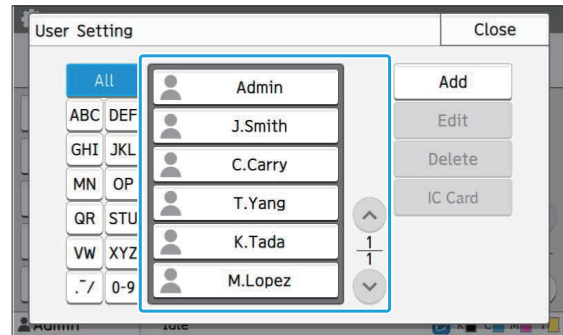 User Setting
Close
All
ABC DEF
GHI JKL
MN OP
QR STU
VW XYZ
.~/ 0-9
Admin
J.Smith
C.Carry
T.Yang
K.Tada
M.Lopez
1
1
Add
Edit
Delete
IC Card
Admin
Idle